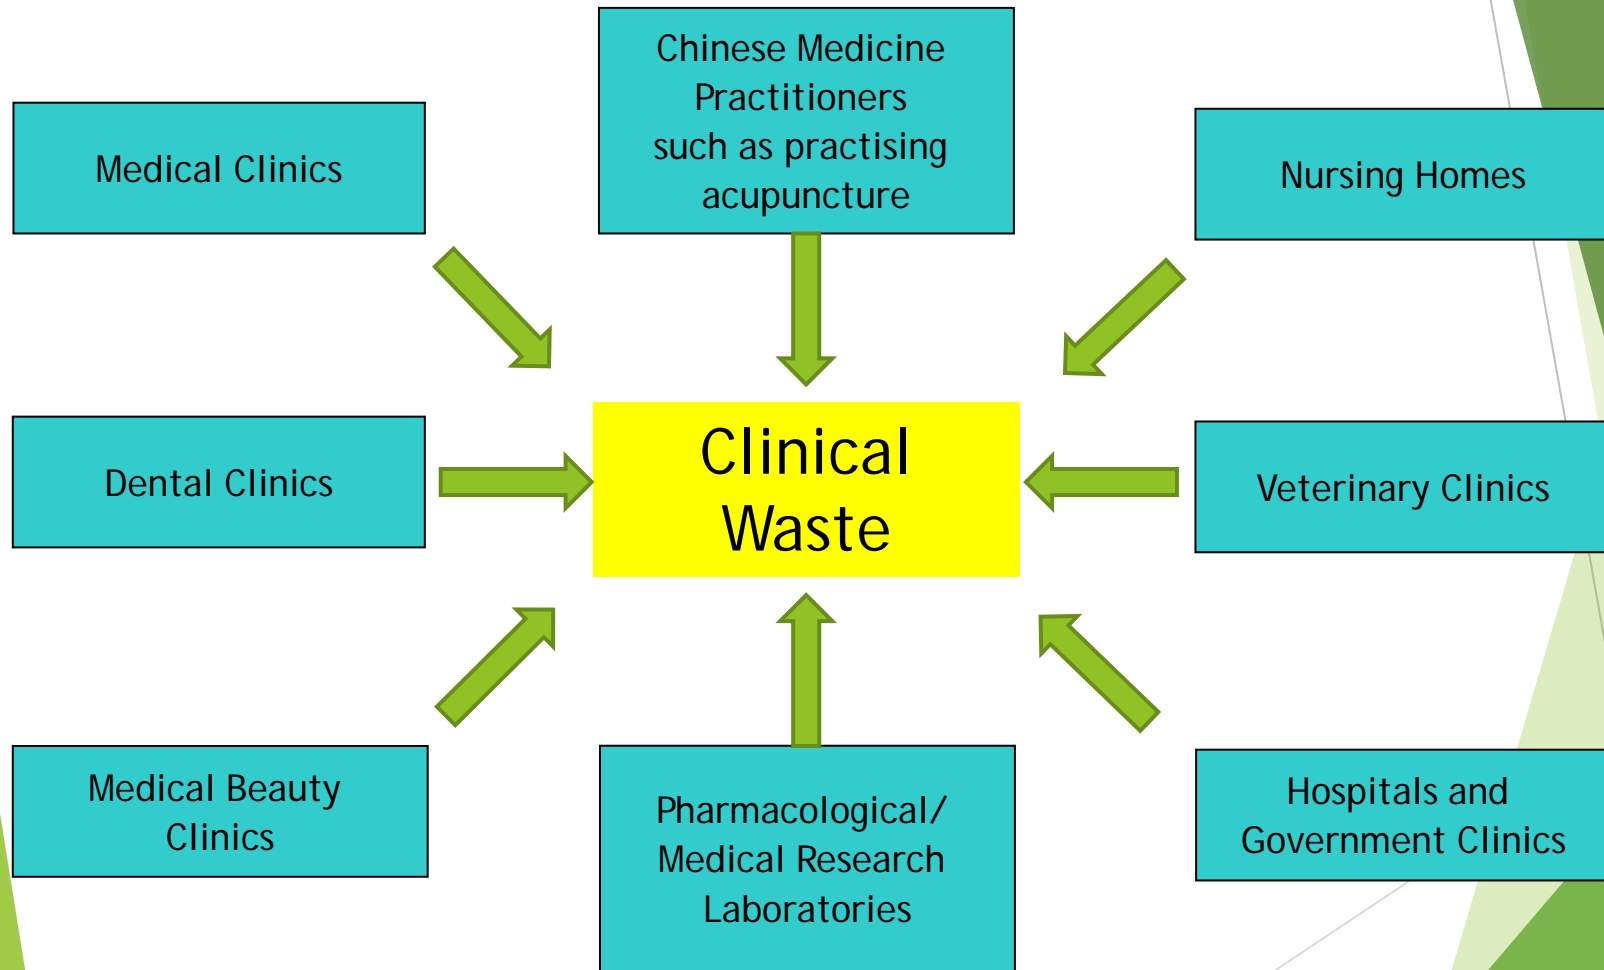 Chinese Medicine
Practitioners
such as practising
acupuncture
Medical Clinics
Nursing Homes
Clinical
Waste
Dental Clinics
Veterinary Clinics
Medical Beauty
Clinics
Pharmacological/
Medical Research
Laboratories
Hospitals and
Government Clinics